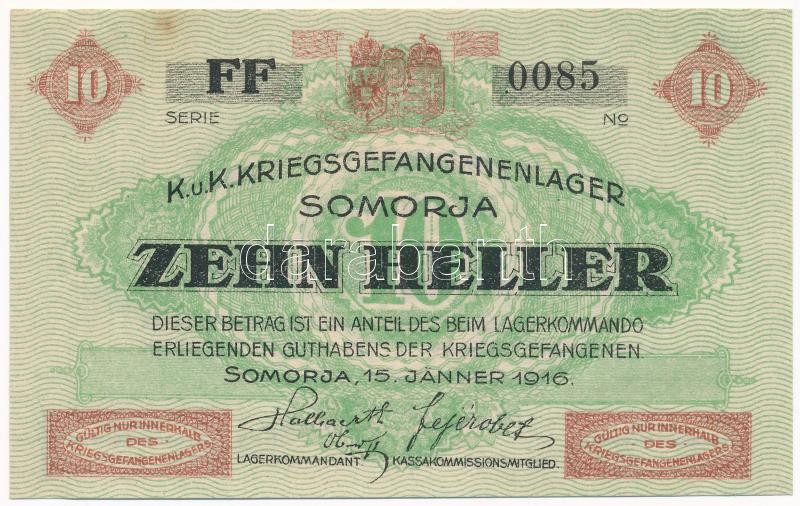 10 FF 0085 10
SERIE No
K.u.K. KRIEGSGEFANGENENLAGER
SOMORJA
ZEHN HELLER
10
darabanth
DIESER BETRAG IST EIN ANTEIL DES BEIM LAGERKOMMANDO
ERLIEGENDEN GUTHABENS DER KRIEGSGEFANGENEN.
SOMORJA, 15. JÄNNER 1916.
GÜLTIG NUR INNERHALB
DES
KRIEGSGEFANGENENLAGERS
LAGERKOMMANDANT. KASSAKOMMISSIONSMITGLIED.
GÜLTIG NUR INNERHALB
DES
KRIEGSGEFANGENENLAGERS